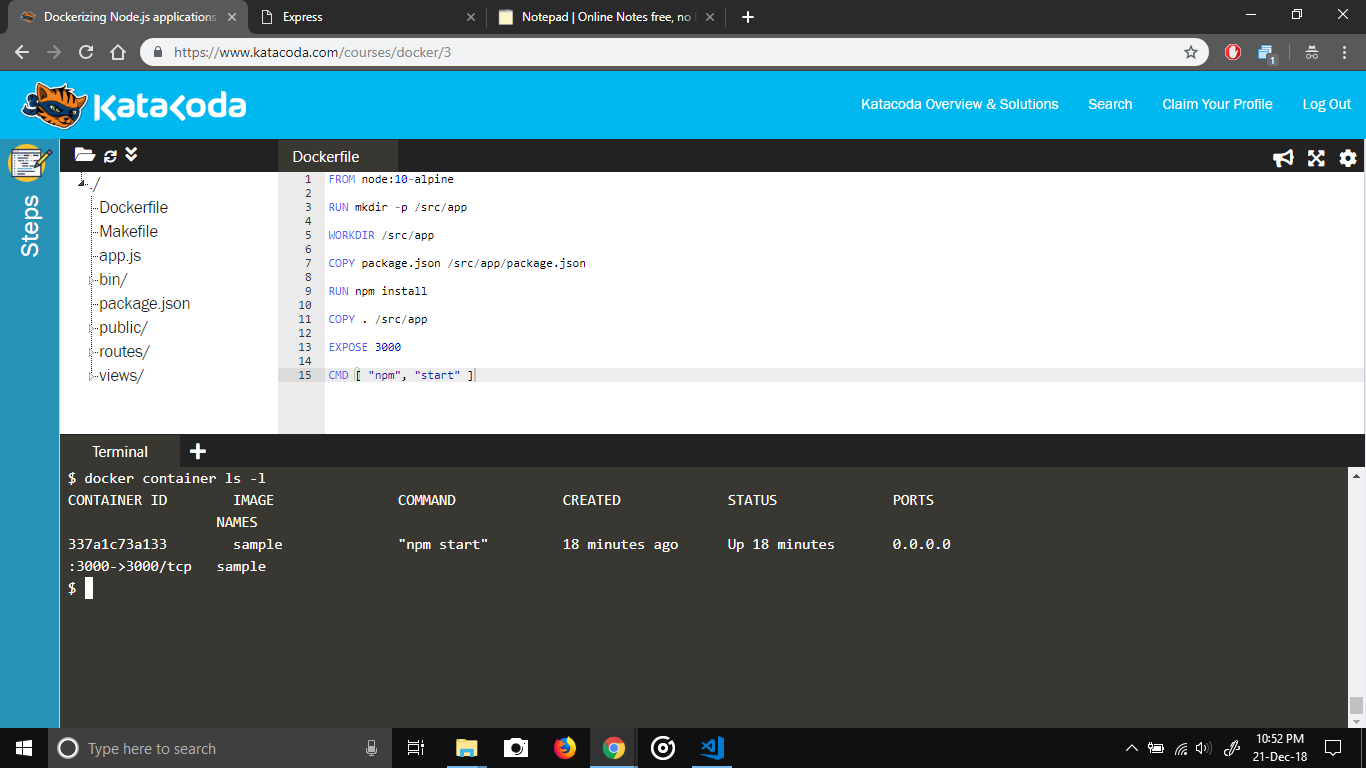 Dockerizing Node.js applications
Express
Notepad | Online Notes free, no
https://www.katacoda.com/courses/docker/3
1
KataKoda
Katacoda Overview & Solutions
Search
Claim Your Profile
Log Out
Steps
Dockerfile
./
Dockerfile
Makefile
app.js
bin/
package.json
public/
routes/
views/
1 FROM node:10-alpine
2
3 RUN mkdir -p /src/app
4
5 WORKDIR /src/app
6
7 COPY package.json /src/app/package.json
8
9 RUN npm install
10
11 COPY . /src/app
12
13 EXPOSE 3000
14
15 CMD [ "npm", "start" ]
Terminal
$ docker container ls -l
CONTAINER ID        IMAGE               COMMAND             CREATED             STATUS              PORTS
                  NAMES
337a1c73a133        sample              "npm start"         18 minutes ago      Up 18 minutes       0.0.0.0
:3000->3000/tcp   sample
$
Type here to search
10:52 PM
21-Dec-18